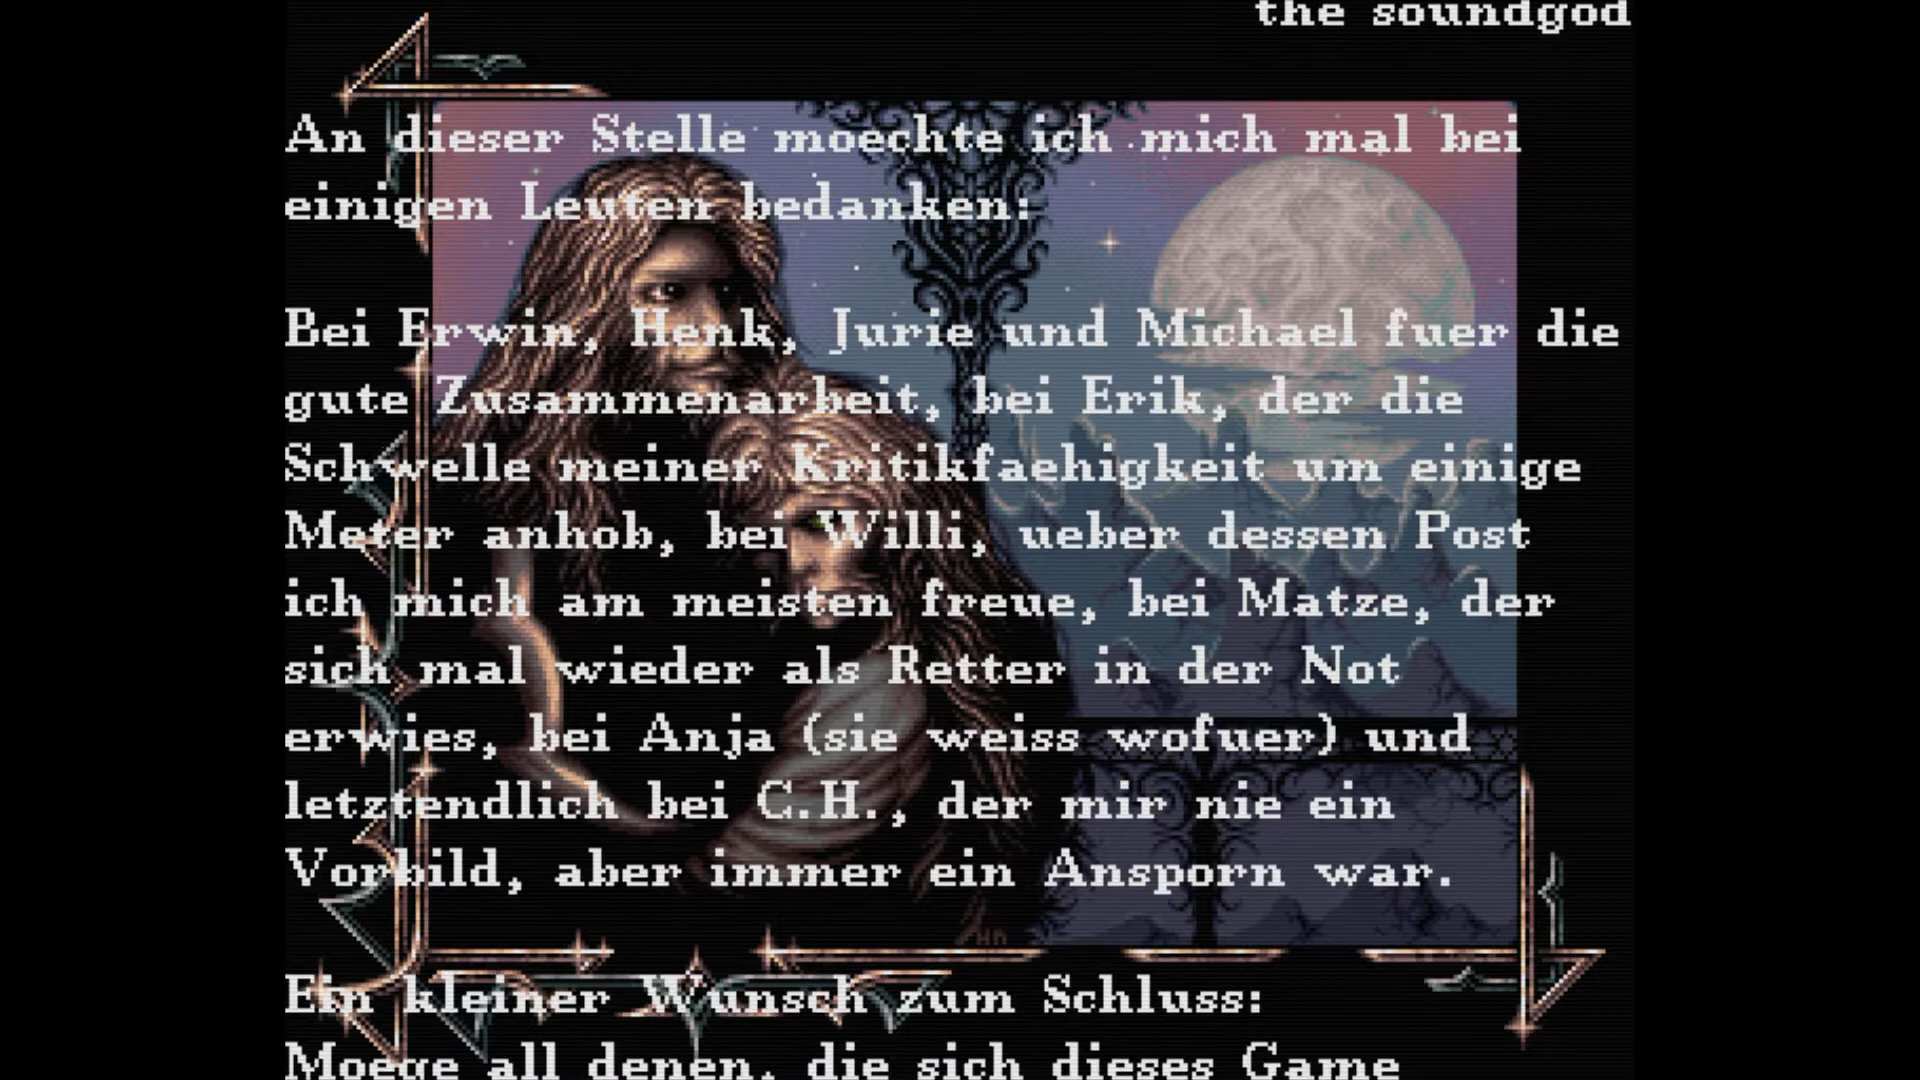 the soundgod
An dieser Stelle moechte ich mich mal bei
einigen Leuten bedanken:
Bei Erwin, Henk, Jurie und Michael fuer die
gute Zusammenarbeit, bei Erik, der die
Schwelle meiner Kritikfaehigkeit um einige
Meter anhob, bei Willi, ueber dessen Post
ich mich am meisten freue, bei Matze, der
sich mal wieder als Retter in der Not
erwies, bei Anja (sie weiss wofuer) und
letztendlich bei C.H., der mir nie ein
Vorbild, aber immer ein Ansporn war.
Ein kleiner Wunsch zum Schluss:
Moege all denen, die sich dieses Game